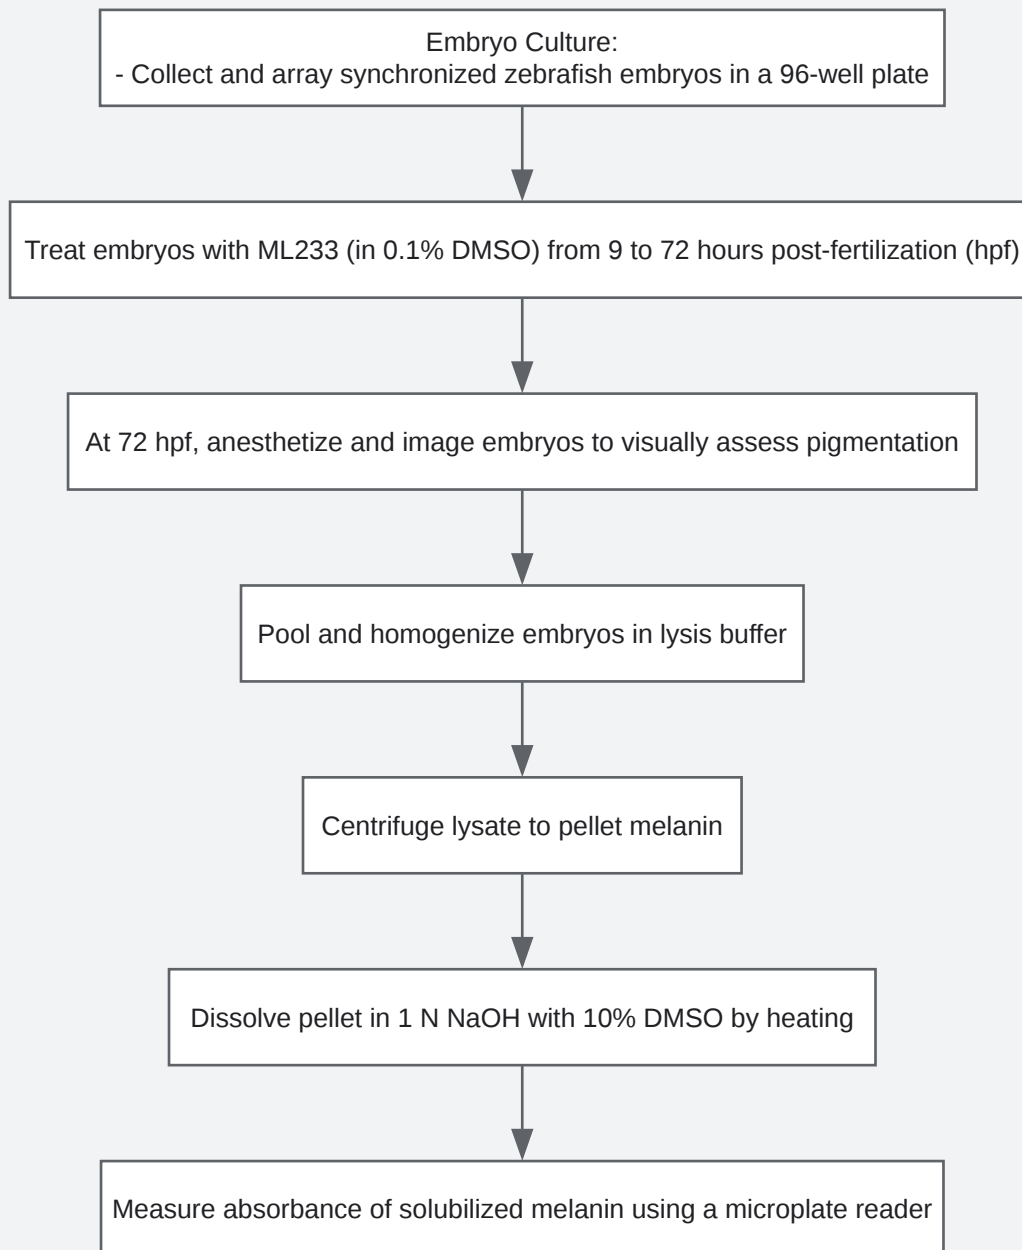 Embryo Culture:
- Collect and array synchronized zebrafish embryos in a 96-well plate
Treat embryos with ML233 (in 0.1% DMSO) from 9 to 72 hours post-fertilization (hpf)
At 72 hpf, anesthetize and image embryos to visually assess pigmentation
Pool and homogenize embryos in lysis buffer
Centrifuge lysate to pellet melanin
Dissolve pellet in 1 N NaOH with 10% DMSO by heating
Measure absorbance of solubilized melanin using a microplate reader